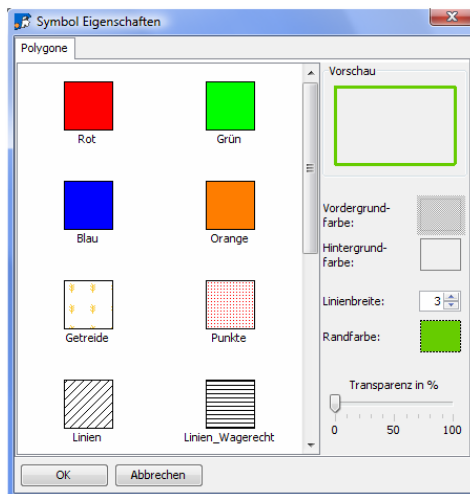 Symbol Eigenschaften
Polygone
Rot
Grün
Blau
Orange
Getreide
Punkte
Linien
Linien_Wagerecht
Vorschau
Vordergrund-
farbe:
Hintergrund-
farbe:
Linienbreite:
3
Randfarbe:
Transparenz in %
0 50 100
OK
Abbrechen